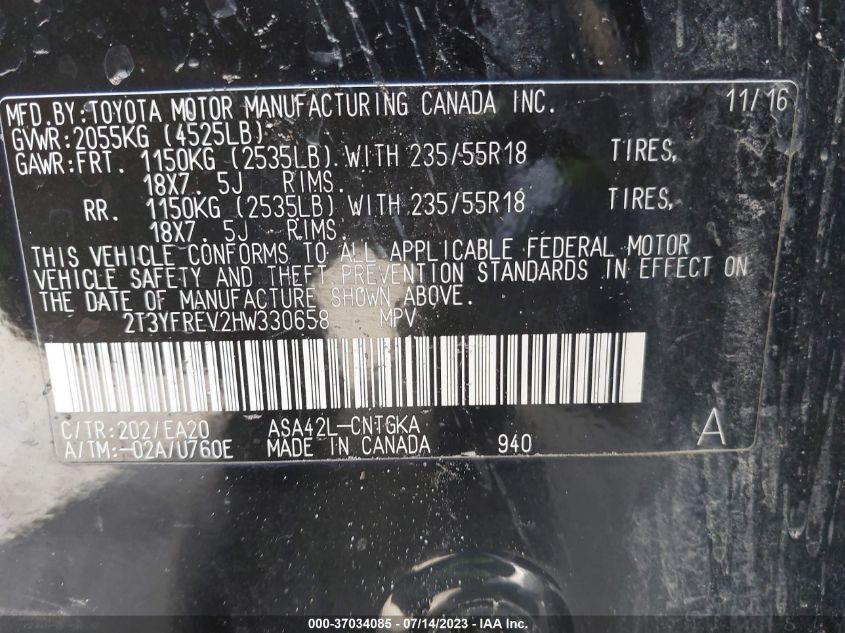 MFD.BY:TOYOTA MOTOR MANUFACTURING CANADA INC. 11/16
GVWR:2055KG (4525LB)
GAWR:FRT. 1150KG (2535LB) WITH 235/55R18 TIRES,
18X7.5J RIMS.
RR. 1150KG (2535LB) WITH 235/55R18 TIRES,
18X7.5J RIMS.
THIS VEHICLE CONFORMS TO ALL APPLICABLE FEDERAL MOTOR
VEHICLE SAFETY AND THEFT PREVENTION STANDARDS IN EFFECT ON
THE DATE OF MANUFACTURE SHOWN ABOVE.
2T3YFREV2HW330658 MPV
C/TR:202/EA20 ASA42L-CNTGKA
A/TM:-02A/U760E MADE IN CANADA 940 A
000-37034085 - 07/14/2023 - IAA Inc.